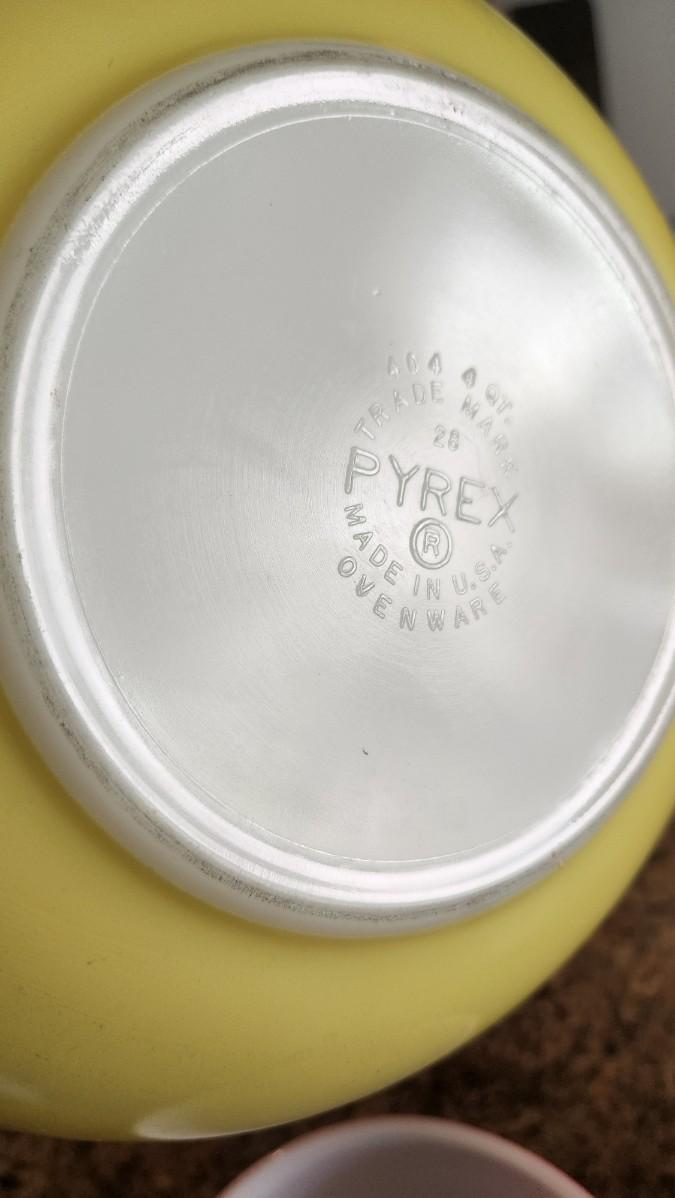 404 4 QT.
TRADE MARK
28
PYREX
®
MADE IN U.S.A.
OVENWARE